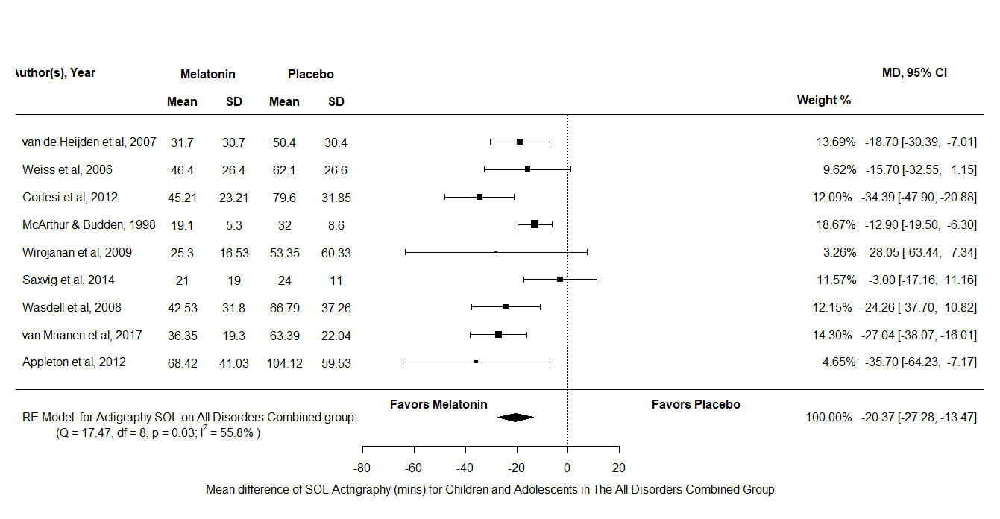 Author(s), Year Melatonin Placebo MD, 95% CI
Mean SD Mean SD Weight %
van de Heijden et al, 2007 31.7 30.7 50.4 30.4 13.69% -18.70 [-30.39, -7.01]
Weiss et al, 2006 46.4 26.4 62.1 26.6 9.62% -15.70 [-32.55, 1.15]
Cortesi et al, 2012 45.21 23.21 79.6 31.85 12.09% -34.39 [-47.90, -20.88]
McArthur & Budden, 1998 19.1 5.3 32 8.6 18.67% -12.90 [-19.50, -6.30]
Wirojanan et al, 2009 25.3 16.53 53.35 60.33 3.26% -28.05 [-63.44, 7.34]
Saxvig et al, 2014 21 19 24 11 11.57% -3.00 [-17.16, 11.16]
Wasdell et al, 2008 42.53 31.8 66.79 37.26 12.15% -24.26 [-37.70, -10.82]
van Maanen et al, 2017 36.35 19.3 63.39 22.04 14.30% -27.04 [-38.07, -16.01]
Appleton et al, 2012 68.42 41.03 104.12 59.53 4.65% -35.70 [-64.23, -7.17]
Favors Melatonin Favors Placebo
RE Model for Actigraphy SOL on All Disorders Combined group: 100.00% -20.37 [-27.28, -13.47]
(Q = 17.47, df = 8, p = 0.03; I² = 55.8% )
-80 -60 -40 -20 0 20
Mean difference of SOL Actrigraphy (mins) for Children and Adolescents in The All Disorders Combined Group